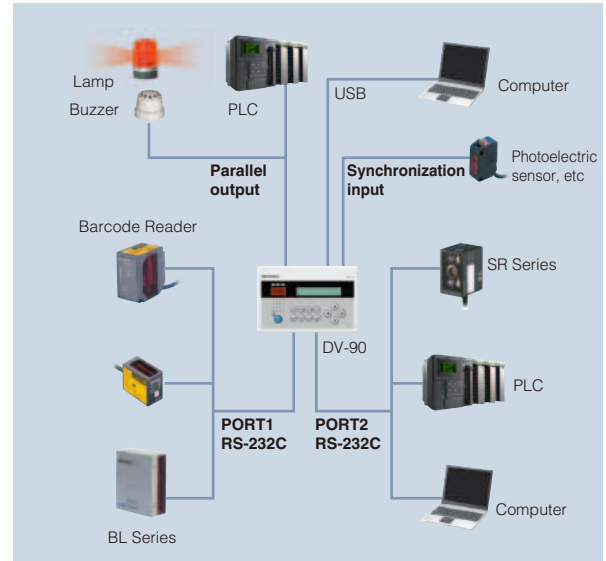 Lamp
Buzzer
PLC
USB
Computer
Parallel
output
Synchronization
input
Photoelectric
sensor, etc
Barcode Reader
SR Series
DV-90
PLC
PORT1
RS-232C
PORT2
RS-232C
BL Series
Computer